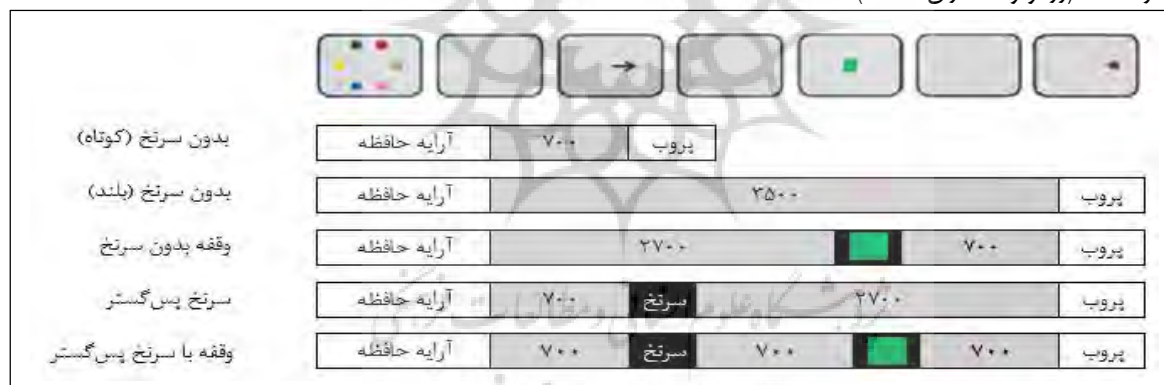 بدون سرنخ (کوتاه) آرایه حافظه ۷۰۰ پروب
بدون سرنخ (بلند) آرایه حافظه ۳۵۰۰ پروب
وقفه بدون سرنخ آرایه حافظه ۲۷۰۰ ۷۰۰ پروب
سرنخ پس‌گستر آرایه حافظه ۷۰۰ سرنخ ۲۷۰۰ پروب
وقفه با سرنخ پس‌گستر آرایه حافظه ۷۰۰ سرنخ ۷۰۰ ۷۰۰ پروب